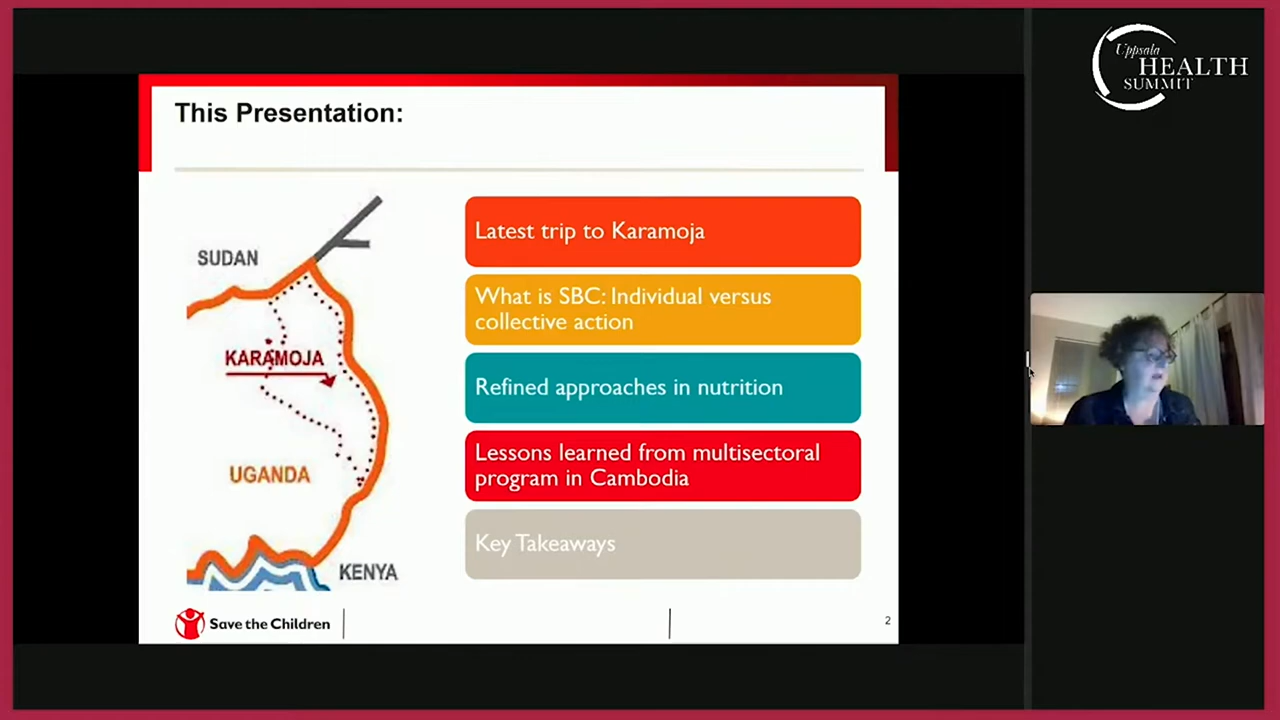 This Presentation:
SUDAN
KARAMOJA
UGANDA
KENYA
Latest trip to Karamoja
What is SBC: Individual versus
collective action
Refined approaches in nutrition
Lessons learned from multisectoral
program in Cambodia
Key Takeaways
Save the Children
2
Uppsala
HEALTH
SUMMIT